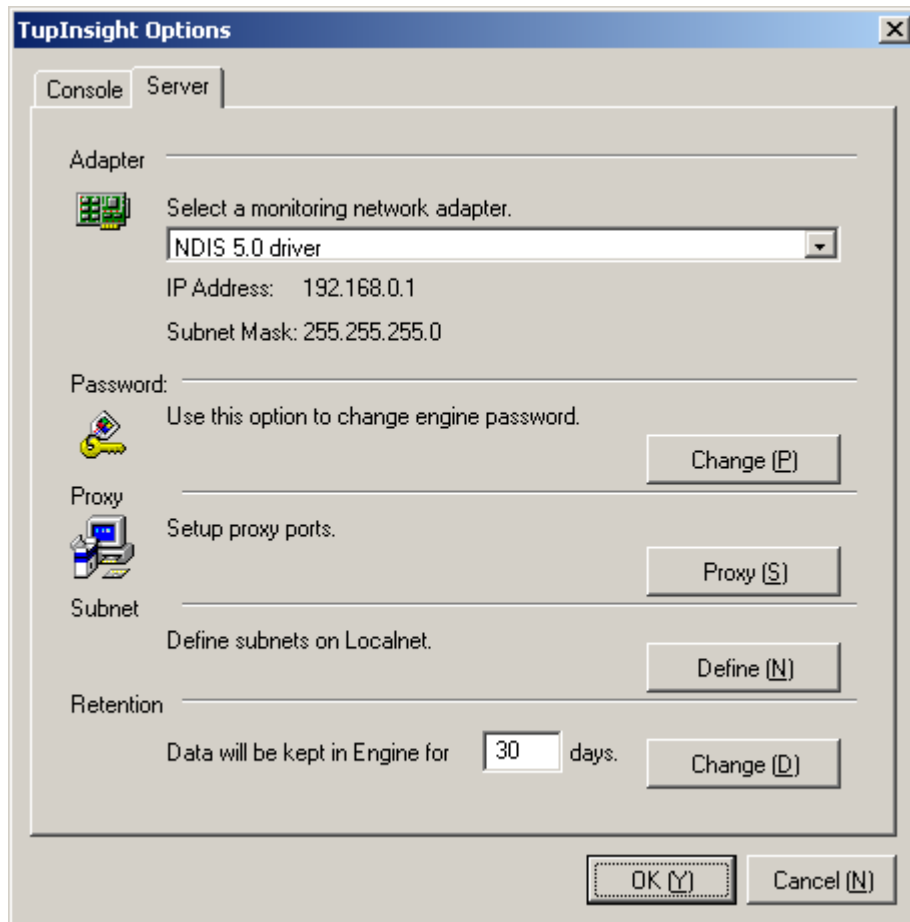 TupInsight Options
Console
Server
Adapter
Select a monitoring network adapter.
NDIS 5.0 driver
IP Address: 192.168.0.1
Subnet Mask: 255.255.255.0
Password:
Use this option to change engine password.
Change (P)
Proxy
Setup proxy ports.
Proxy (S)
Subnet
Define subnets on Localnet.
Define (N)
Retention
Data will be kept in Engine for 30 days.
Change (D)
OK (Y)
Cancel (N)